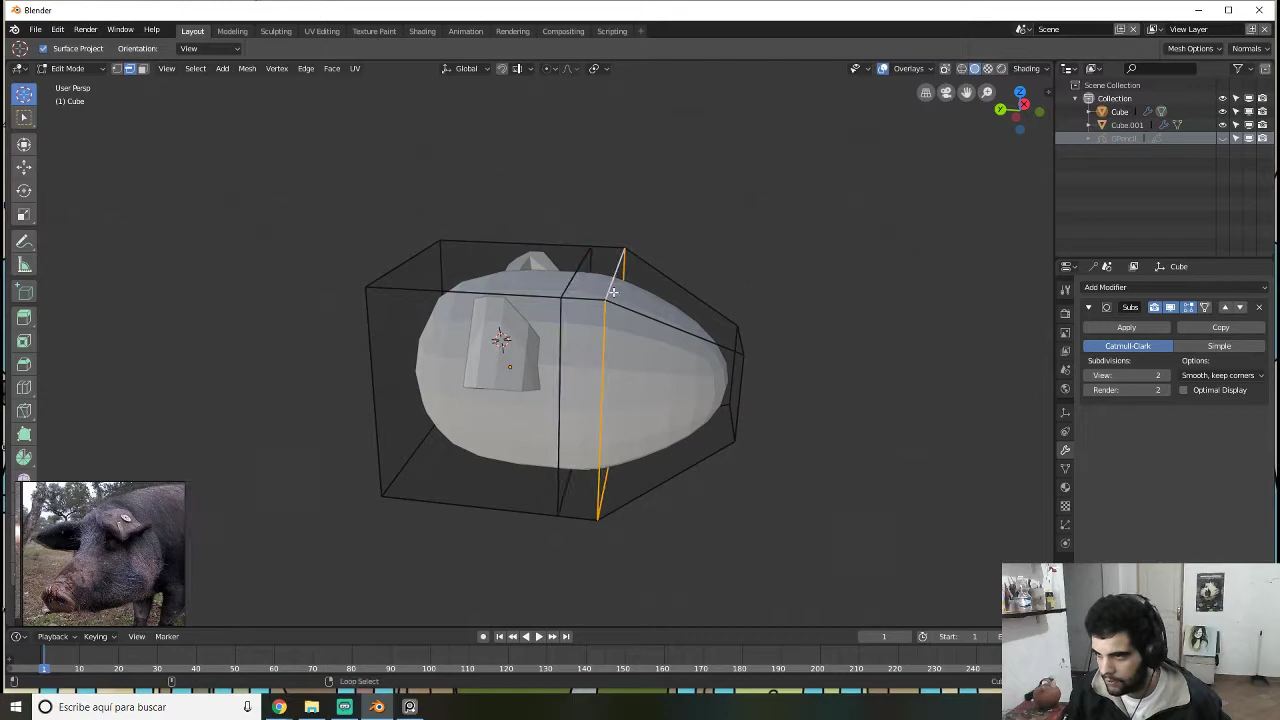 Blender
File Edit Render Window Help
Layout Modeling Sculpting UV Editing Texture Paint Shading Animation Rendering Compositing Scripting +
Scene
View Layer
Surface Project Orientation: View
Mesh Options Normals
Edit Mode View Select Add Mesh Vertex Edge Face UV
Global
Overlays
Shading
User Persp
(1) Cube
Z
Y
X
Scene Collection
Collection
Cube
Cube.001
GPencil
Cube
Add Modifier
Subs
Apply Copy
Catmull-Clark Simple
Subdivisions: Options:
View: 2 Smooth, keep corners
Render: 2 Optimal Display
Playback Keying View Marker
1 Start: 1
1 10 20 30 40 50 60 70 80 90 100 110 120 130 140 150 160 170 180 190 200 210 220 230 240
Loop Select
Escribe aquí para buscar